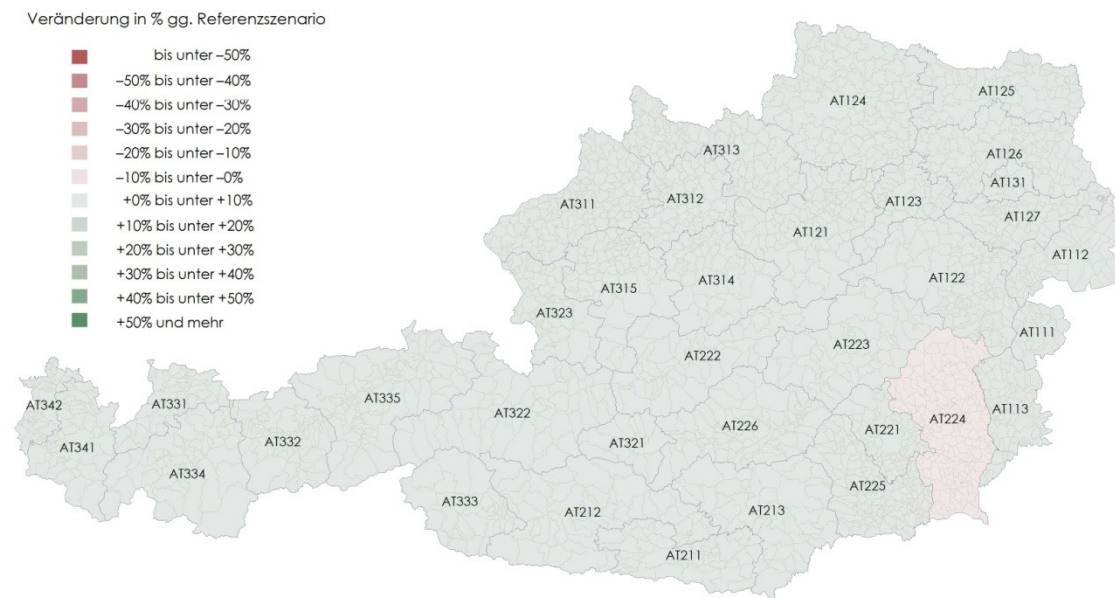 Veränderung in % gg. Referenzszenario
bis unter –50%
–50% bis unter –40%
–40% bis unter –30%
–30% bis unter –20%
–20% bis unter –10%
–10% bis unter –0%
+0% bis unter +10%
+10% bis unter +20%
+20% bis unter +30%
+30% bis unter +40%
+40% bis unter +50%
+50% und mehr
AT124
AT125
AT313
AT126
AT312
AT131
AT311
AT123
AT127
AT121
AT112
AT122
AT315
AT314
AT323
AT111
AT223
AT222
AT335
AT342
AT331
AT322
AT113
AT224
AT226
AT221
AT332
AT321
AT341
AT334
AT225
AT333
AT212
AT213
AT211